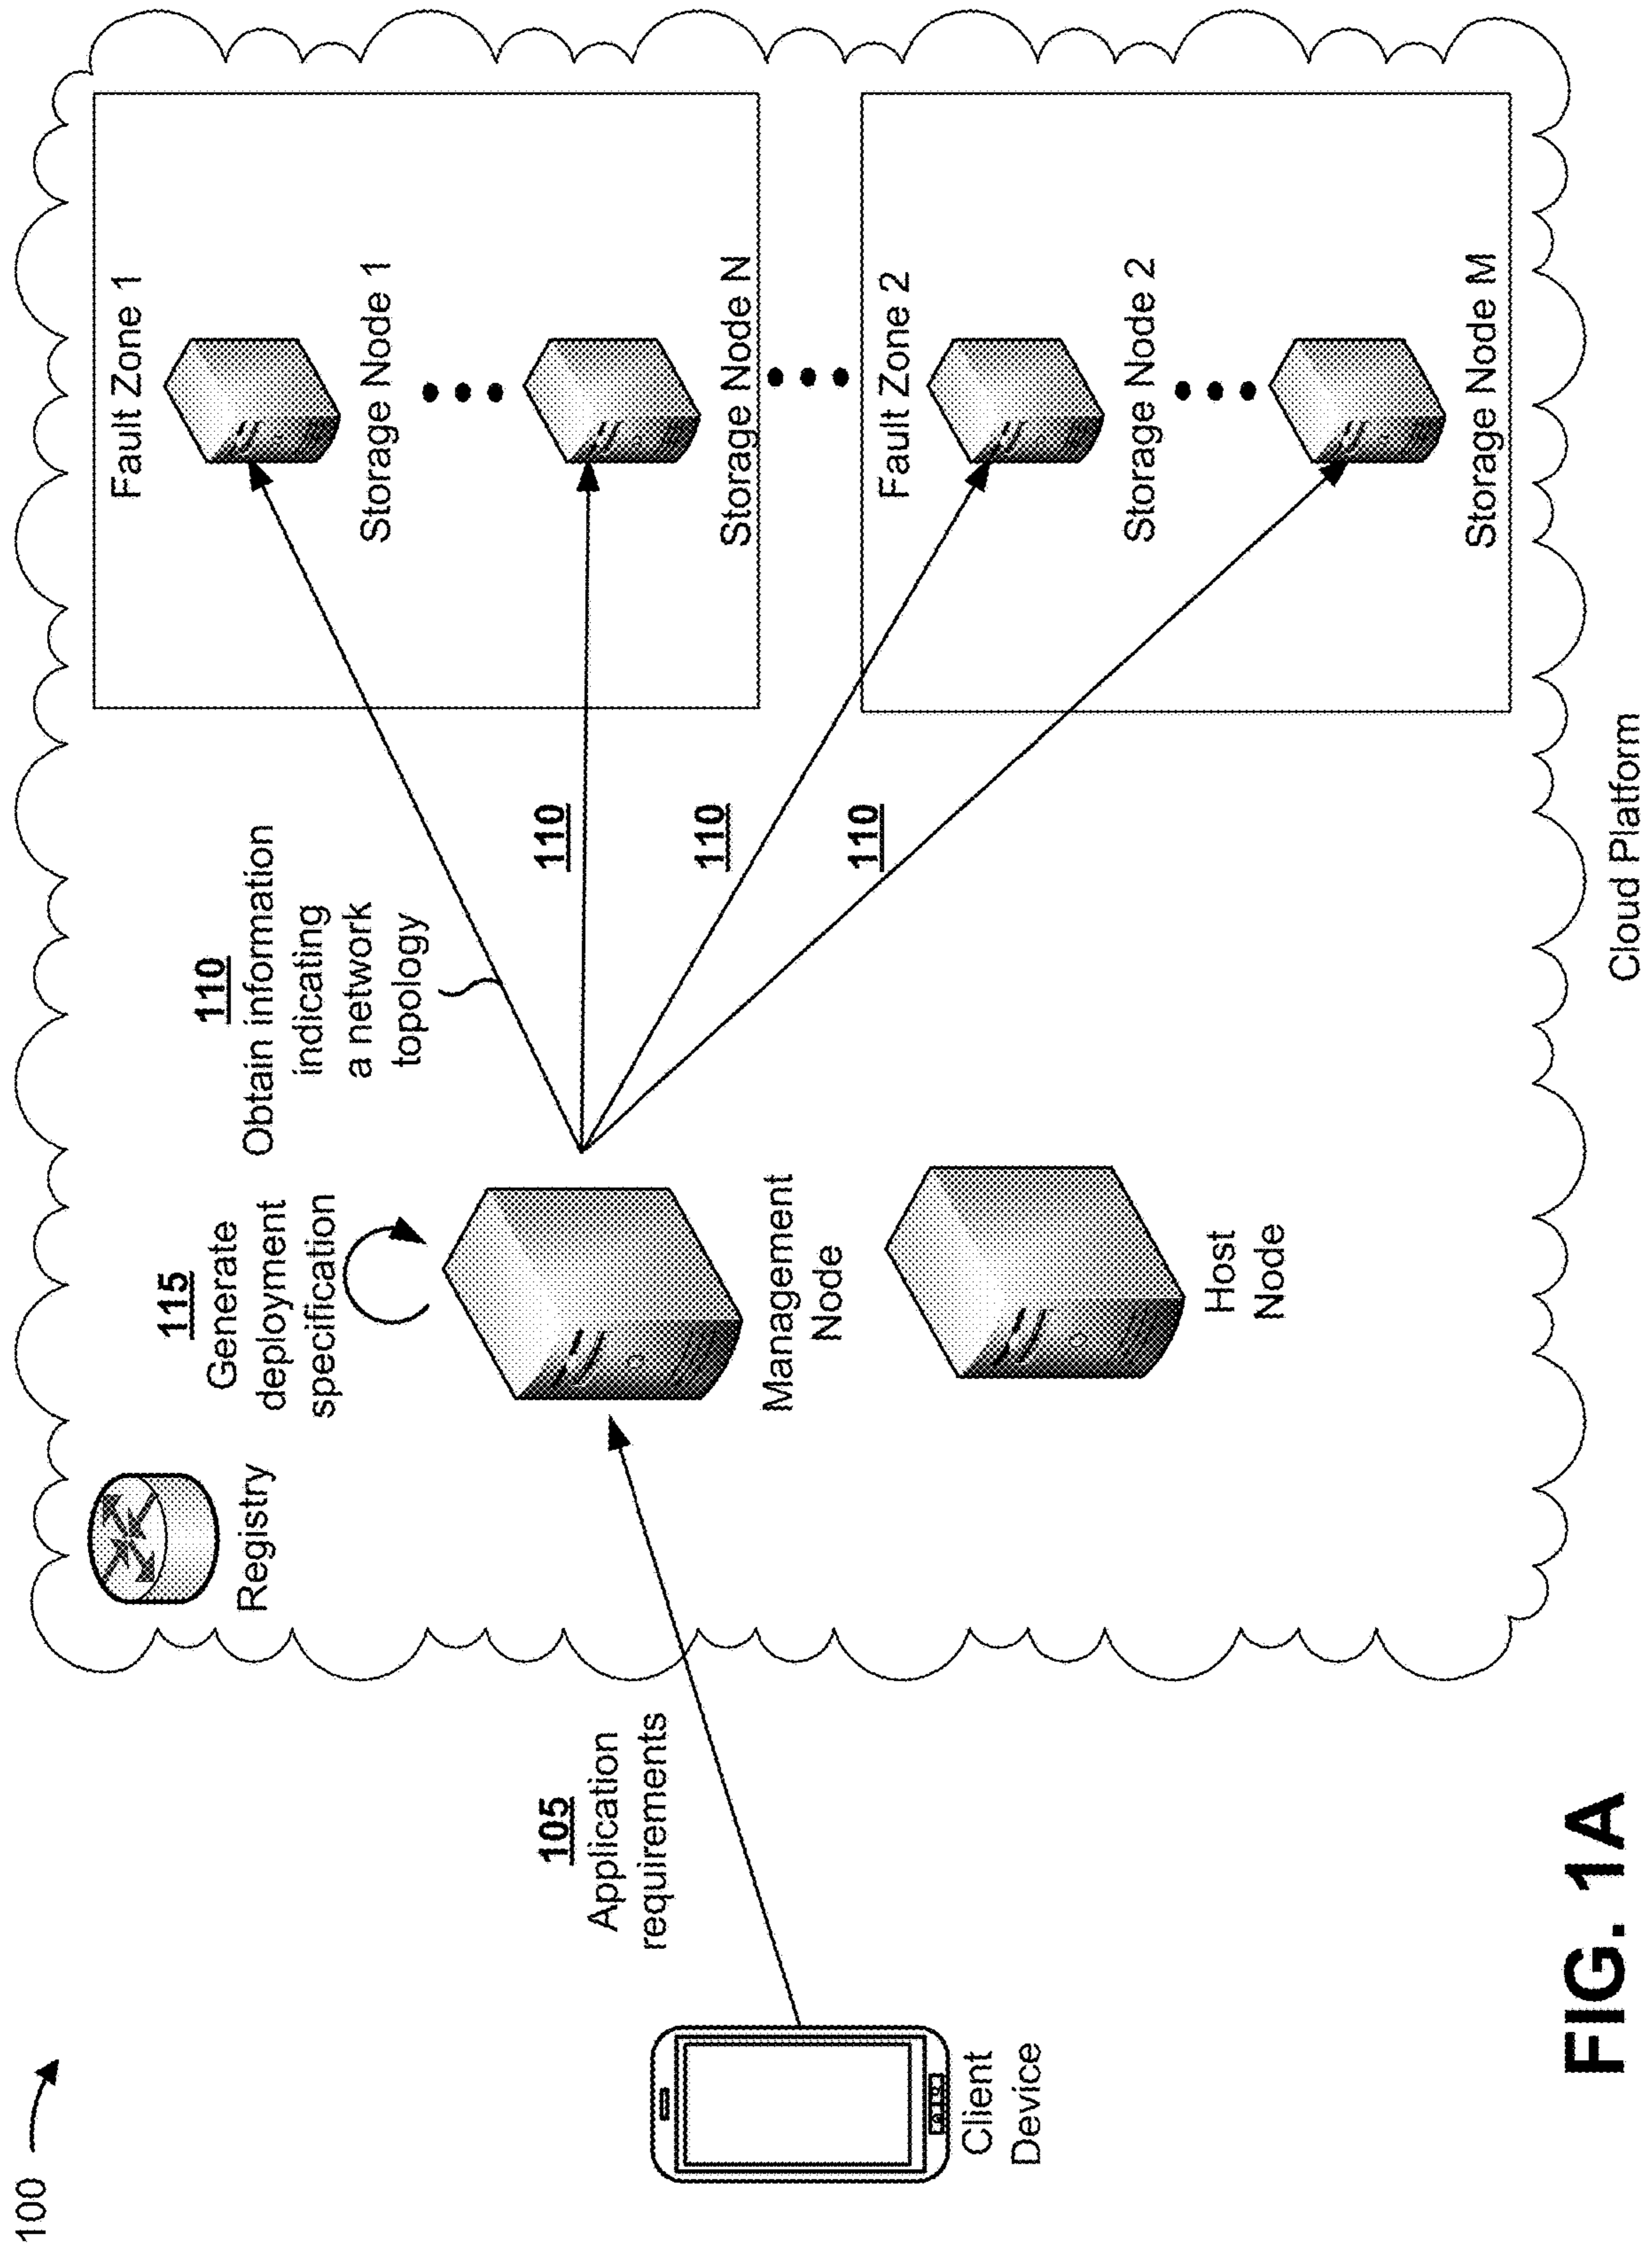 100
105
Application
requirements
Client
Device
Registry
115
Generate
deployment
specification
Management
Node
Host
Node
110
Obtain information
indicating
a network
topology
110
110
110
Fault Zone 1
Storage Node 1
Storage Node N
Fault Zone 2
Storage Node 2
Storage Node M
Cloud Platform
FIG. 1A